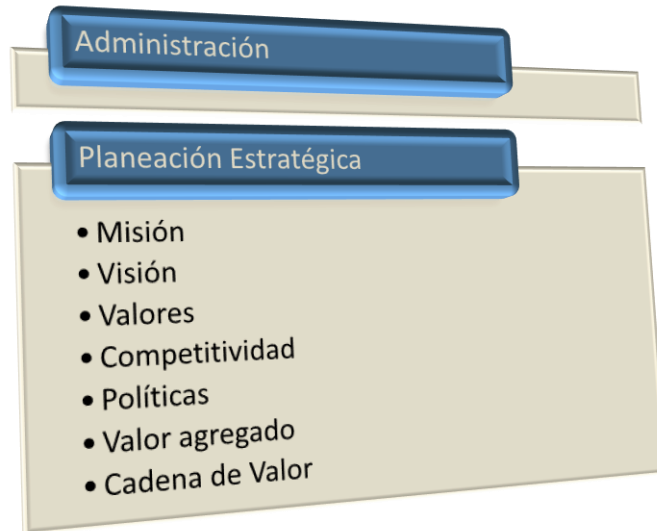 Administración
Planeación Estratégica
• Misión
• Visión
• Valores
• Competitividad
• Políticas
• Valor agregado
• Cadena de Valor